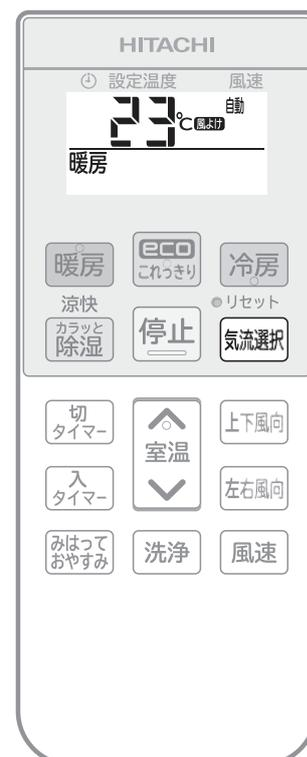 HITACHI
設定温度 風速
23℃ 風よけ 自動
暖房
暖房
eco
これっきり
冷房
涼快
カラッと
除湿
停止
リセット
気流選択
切
タイマー
室温
上下風向
入
タイマー
左右風向
みはって
おやすみ
洗浄
風速